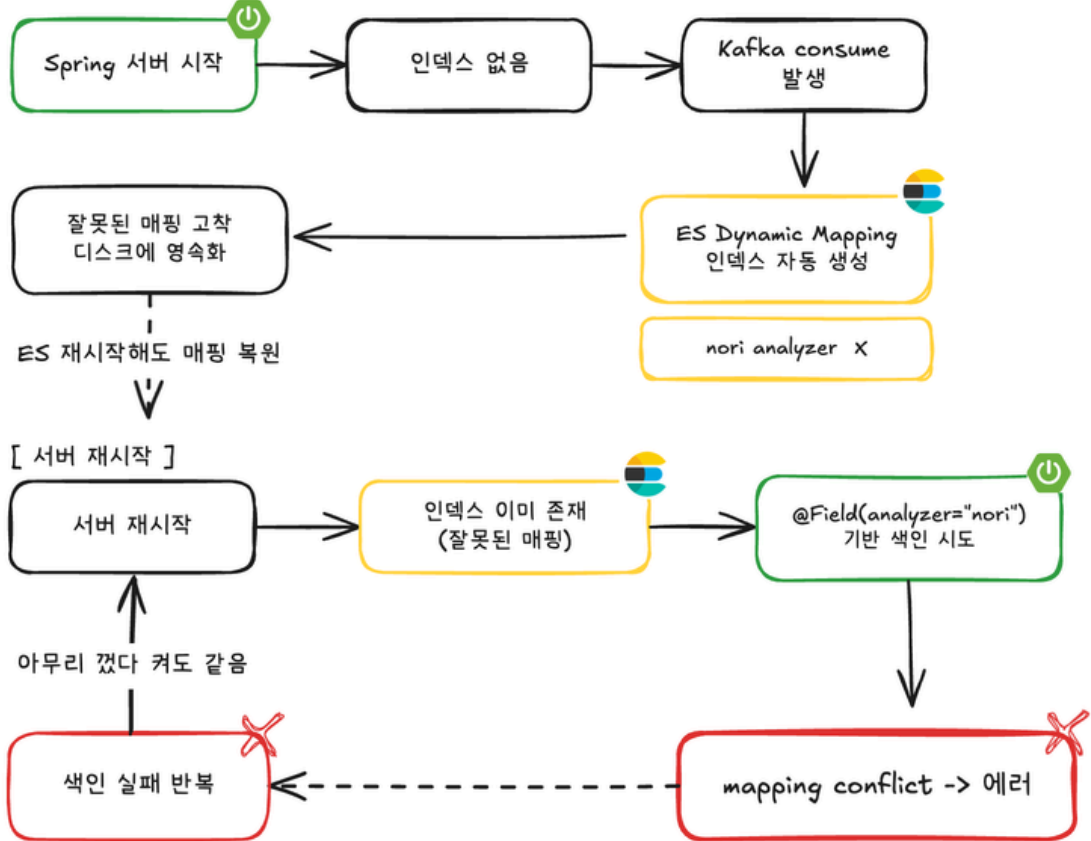 Spring 서버 시작
인덱스 없음
Kafka consume
발생
잘못된 매핑 고착
디스크에 영속화
ES Dynamic Mapping
인덱스 자동 생성
nori analyzer X
ES 재시작해도 매핑 복원
[ 서버 재시작 ]
서버 재시작
인덱스 이미 존재
(잘못된 매핑)
@Field(analyzer="nori")
기반 색인 시도
아무리 껐다 켜도 같음
색인 실패 반복
mapping conflict -> 에러